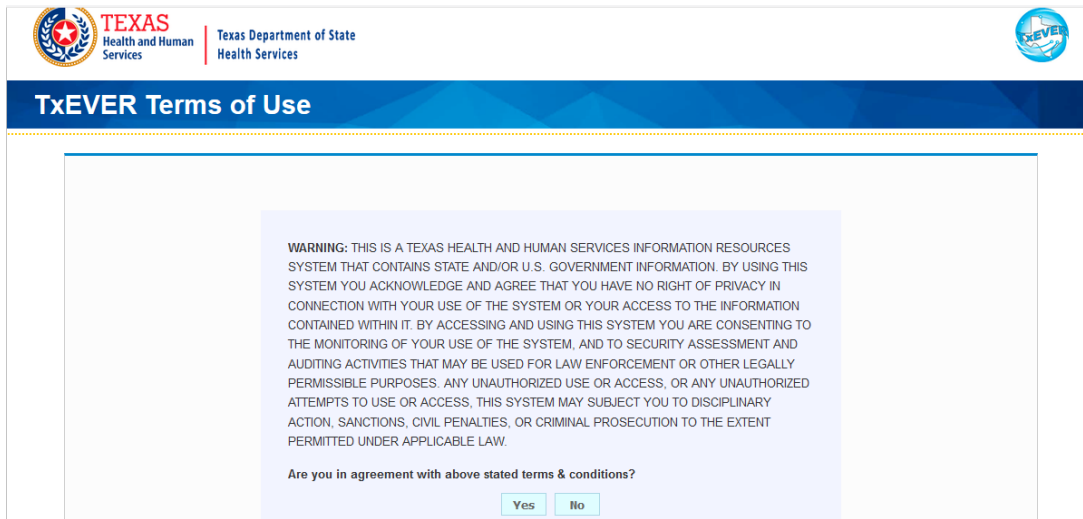 TEXAS
Health and Human
Services
Texas Department of State
Health Services
TxEVER
TxEVER Terms of Use
WARNING: THIS IS A TEXAS HEALTH AND HUMAN SERVICES INFORMATION RESOURCES
SYSTEM THAT CONTAINS STATE AND/OR U.S. GOVERNMENT INFORMATION. BY USING THIS
SYSTEM YOU ACKNOWLEDGE AND AGREE THAT YOU HAVE NO RIGHT OF PRIVACY IN
CONNECTION WITH YOUR USE OF THE SYSTEM OR YOUR ACCESS TO THE INFORMATION
CONTAINED WITHIN IT. BY ACCESSING AND USING THIS SYSTEM YOU ARE CONSENTING TO
THE MONITORING OF YOUR USE OF THE SYSTEM, AND TO SECURITY ASSESSMENT AND
AUDITING ACTIVITIES THAT MAY BE USED FOR LAW ENFORCEMENT OR OTHER LEGALLY
PERMISSIBLE PURPOSES. ANY UNAUTHORIZED USE OR ACCESS, OR ANY UNAUTHORIZED
ATTEMPTS TO USE OR ACCESS, THIS SYSTEM MAY SUBJECT YOU TO DISCIPLINARY
ACTION, SANCTIONS, CIVIL PENALTIES, OR CRIMINAL PROSECUTION TO THE EXTENT
PERMITTED UNDER APPLICABLE LAW.
Are you in agreement with above stated terms & conditions?
Yes No